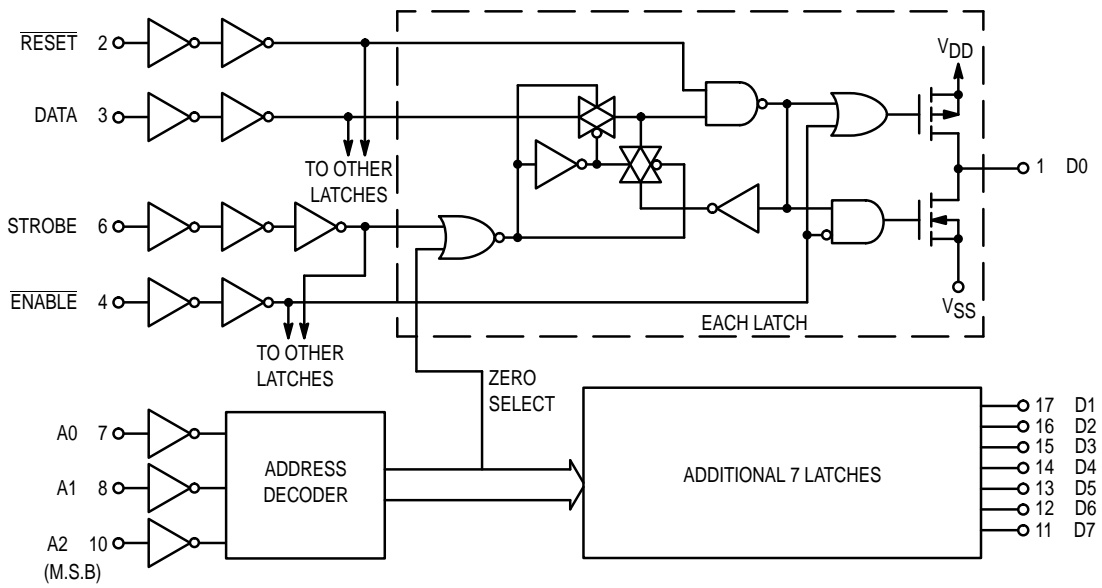 RESET 2
DATA 3
TO OTHER
LATCHES
STROBE 6
ENABLE 4
TO OTHER
LATCHES
VDD
1 D0
VSS
EACH LATCH
ZERO
SELECT
A0 7
A1 8
A2 10
(M.S.B)
ADDRESS
DECODER
ADDITIONAL 7 LATCHES
17 D1
16 D2
15 D3
14 D4
13 D5
12 D6
11 D7